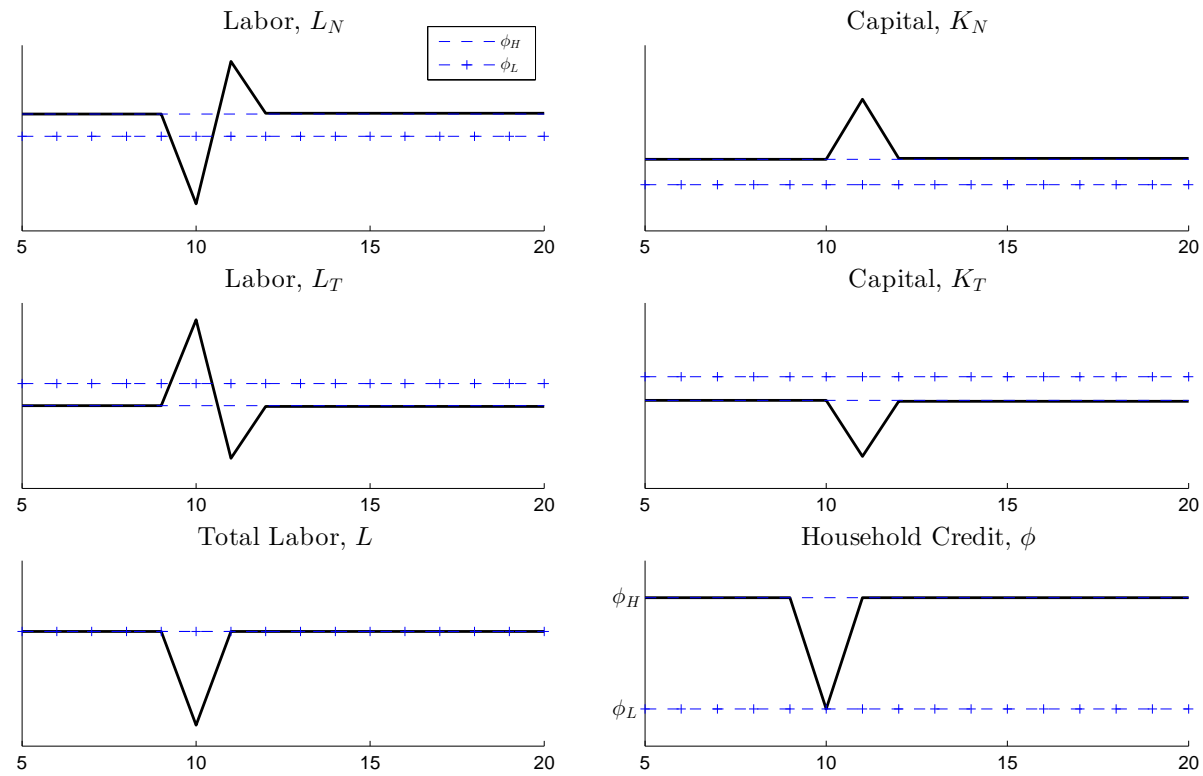 Labor, L_N
ϕ_H
ϕ_L
5 10 15 20
Capital, K_N
5 10 15 20
Labor, L_T
5 10 15 20
Capital, K_T
5 10 15 20
Total Labor, L
5 10 15 20
Household Credit, ϕ
ϕ_H
ϕ_L
5 10 15 20